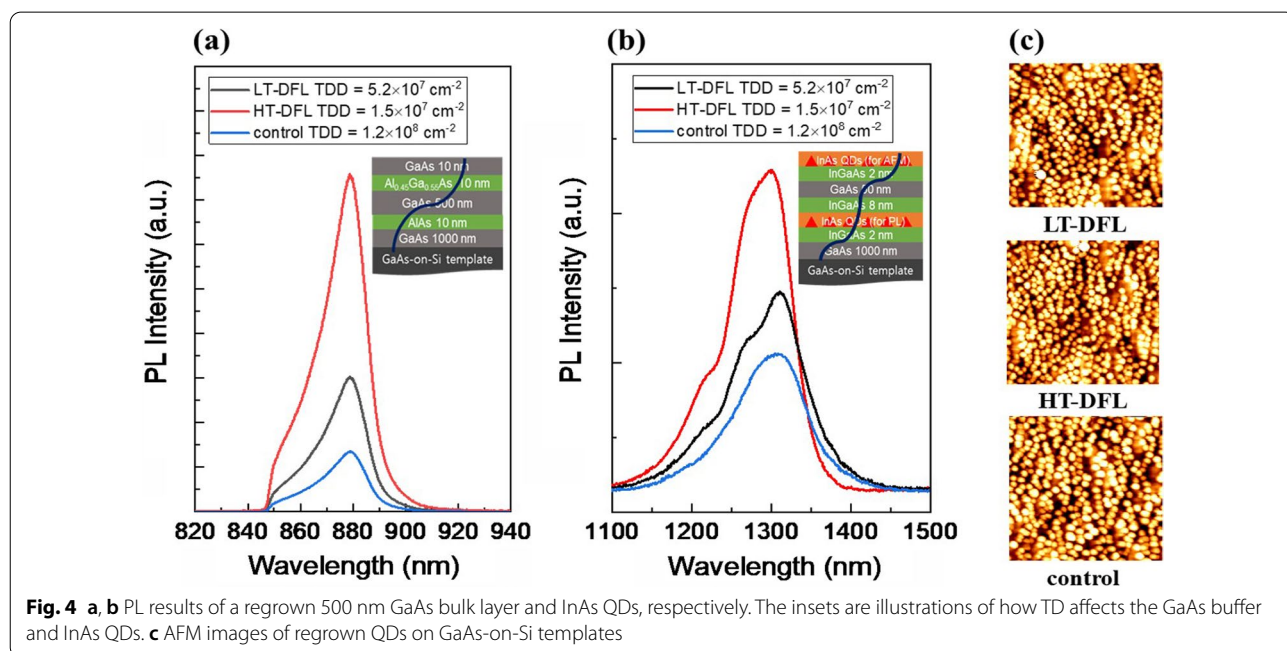 (a)
LT-DFL TDD = 5.2×10⁷ cm⁻²
HT-DFL TDD = 1.5×10⁷ cm⁻²
control TDD = 1.2×10⁸ cm⁻²
GaAs 10 nm
Al₀.₄₅Ga₀.₅₅As 10 nm
GaAs 500 nm
AlAs 10 nm
GaAs 1000 nm
GaAs-on-Si template
PL Intensity (a.u.)
820 840 860 880 900 920 940
Wavelength (nm)
(b)
LT-DFL TDD = 5.2×10⁷ cm⁻²
HT-DFL TDD = 1.5×10⁷ cm⁻²
control TDD = 1.2×10⁸ cm⁻²
InAs QDs (for AFM)
InGaAs 2 nm
GaAs 50 nm
InGaAs 8 nm
InAs QDs (for PL)
InGaAs 2 nm
GaAs 1000 nm
GaAs-on-Si template
PL Intensity (a.u.)
1100 1200 1300 1400 1500
Wavelength (nm)
(c)
LT-DFL
HT-DFL
control
Fig. 4 a, b PL results of a regrown 500 nm GaAs bulk layer and InAs QDs, respectively. The insets are illustrations of how TD affects the GaAs buffer
and InAs QDs. c AFM images of regrown QDs on GaAs-on-Si templates